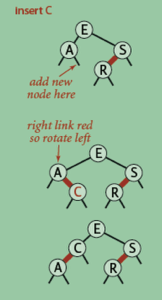 insert C
E
A S
R
add new
node here
right link red
so rotate left
E
A S
C R
E
C S
A R